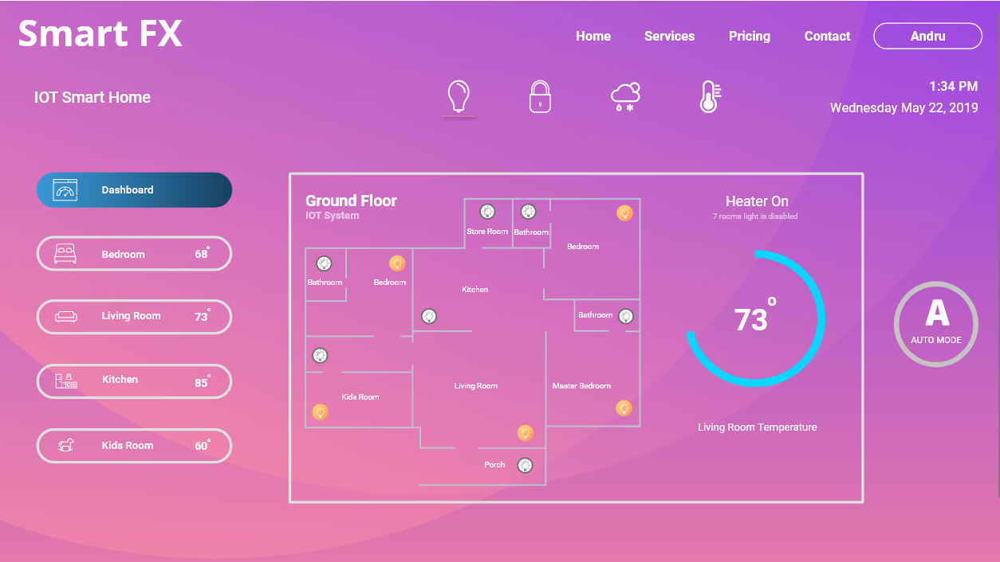 Smart FX
Home
Services
Pricing
Contact
Andru
IOT Smart Home
1:34 PM
Wednesday May 22, 2019
Dashboard
Bedroom 68°
Living Room 73°
Kitchen 85°
Kids Room 60°
Ground Floor
IOT System
Store Room
Bathroom
Bedroom
Bathroom
Bedroom
Kitchen
Bathroom
Kids Room
Living Room
Master Bedroom
Porch
Heater On
7 rooms light is disabled
73°
Living Room Temperature
A
AUTO MODE